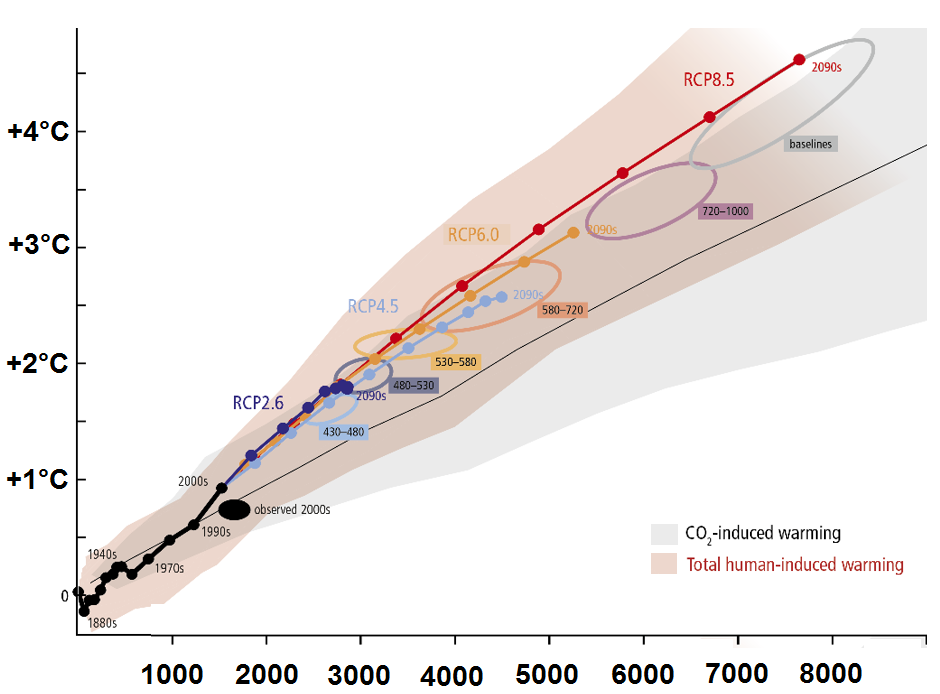 RCP8.5
2090s
+4°C
baselines
720–1000
+3°C
RCP6.0
2090s
RCP4.5
2090s
580–720
+2°C
530–580
480–530
RCP2.6
2090s
430–480
+1°C
2000s
observed 2000s
1990s
CO2-induced warming
1940s
1970s
Total human-induced warming
0
1880s
1000 2000 3000 4000 5000 6000 7000 8000